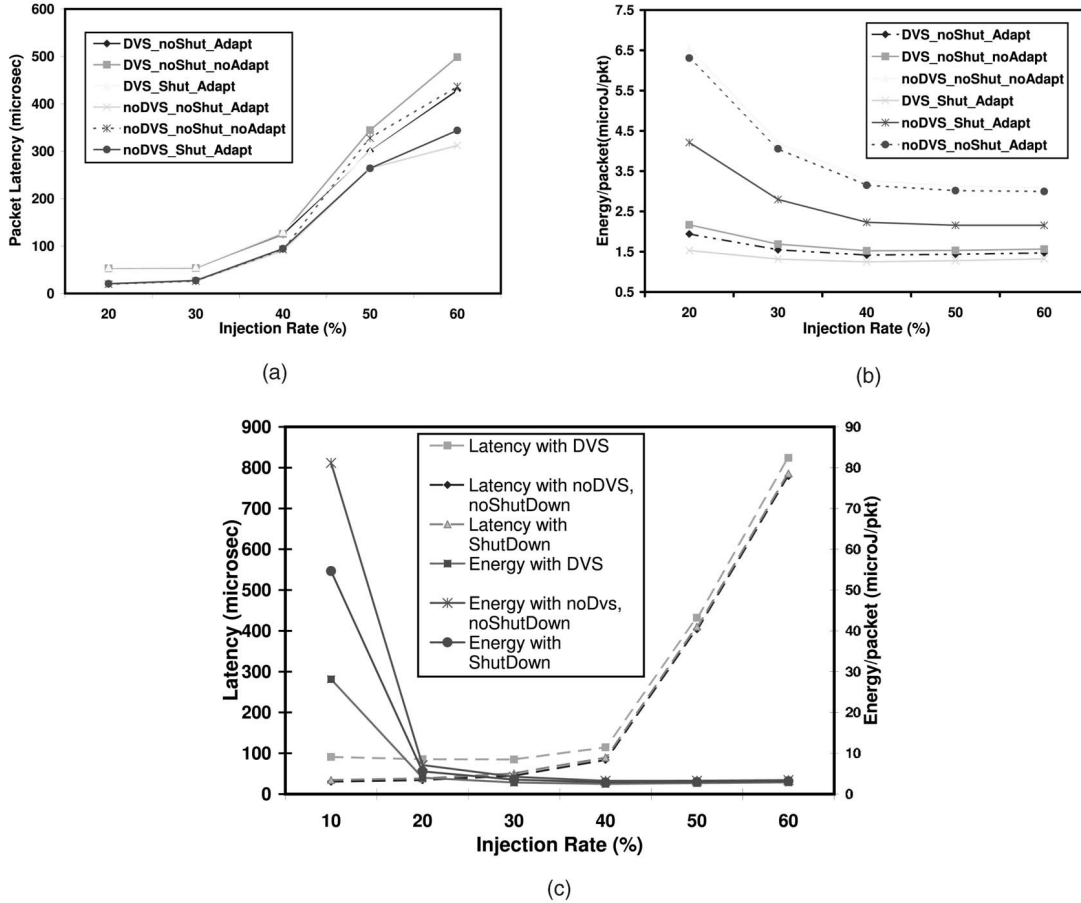 600
500
400
300
200
100
0
Packet Latency (microsec)
DVS_noShut_Adapt
DVS_noShut_noAdapt
DVS_Shut_Adapt
noDVS_noShut_Adapt
noDVS_noShut_noAdapt
noDVS_Shut_Adapt
20 30 40 50 60
Injection Rate (%)
(a)
7.5
6.5
5.5
4.5
3.5
2.5
1.5
0.5
Energy/packet(microJ/pkt)
DVS_noShut_Adapt
DVS_noShut_noAdapt
noDVS_noShut_noAdapt
DVS_Shut_Adapt
noDVS_Shut_Adapt
noDVS_noShut_Adapt
20 30 40 50 60
Injection Rate (%)
(b)
900
800
700
600
500
400
300
200
100
0
Latency (microsec)
Latency with DVS
Latency with noDVS,
noShutDown
Latency with
ShutDown
Energy with DVS
Energy with noDvs,
noShutDown
Energy with
ShutDown
90
80
70
60
50
40
30
20
10
0
Energy/packet (microJ/pkt)
10 20 30 40 50 60
Injection Rate (%)
(c)